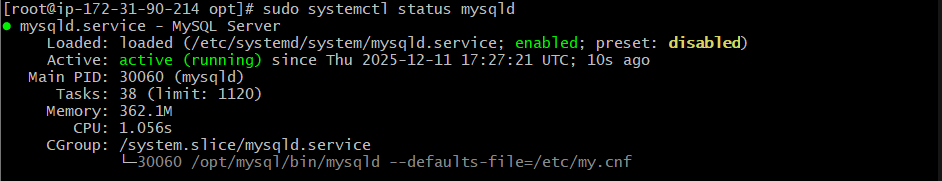 [root@ip-172-31-90-214 opt]# sudo systemctl status mysqld
● mysqld.service - MySQL Server
     Loaded: loaded (/etc/systemd/system/mysqld.service; enabled; preset: disabled)
     Active: active (running) since Thu 2025-12-11 17:27:21 UTC; 10s ago
   Main PID: 30060 (mysqld)
      Tasks: 38 (limit: 1120)
     Memory: 362.1M
        CPU: 1.056s
     CGroup: /system.slice/mysqld.service
             └─30060 /opt/mysql/bin/mysqld --defaults-file=/etc/my.cnf